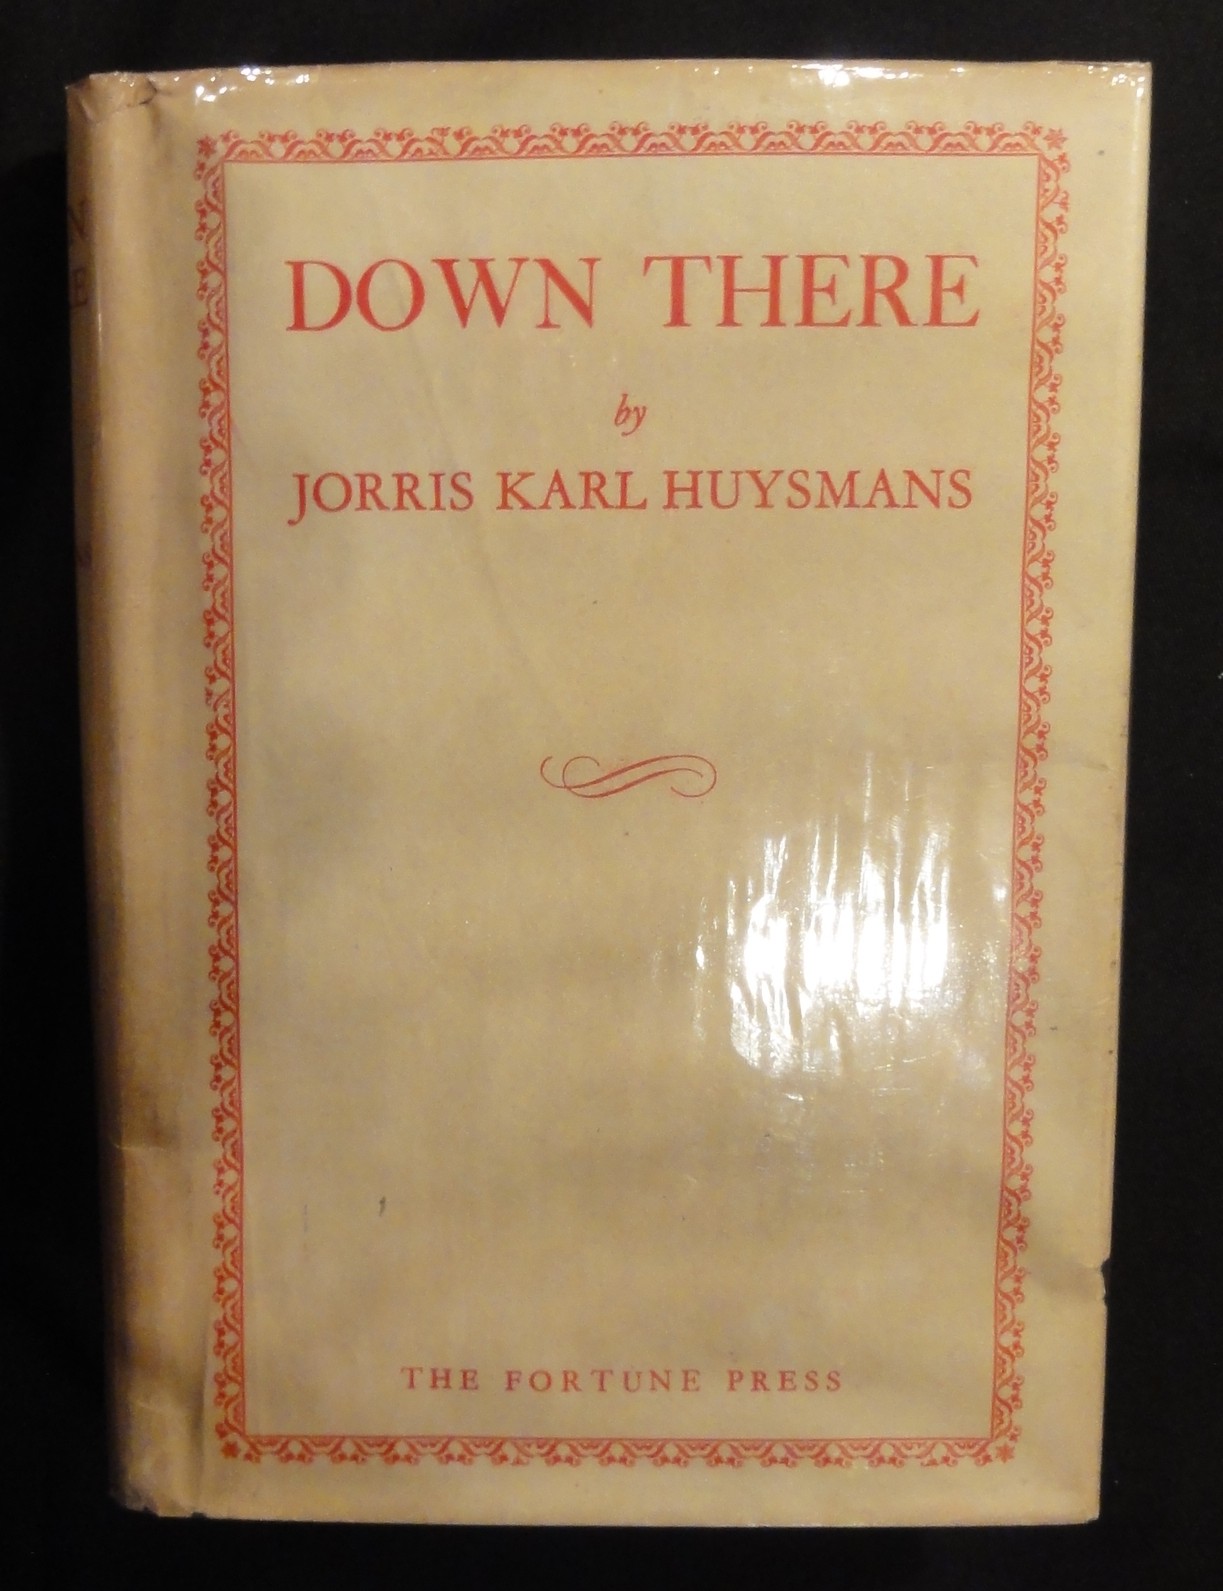 DOWN THERE
by
JORRIS KARL HUYSMANS
THE FORTUNE PRESS